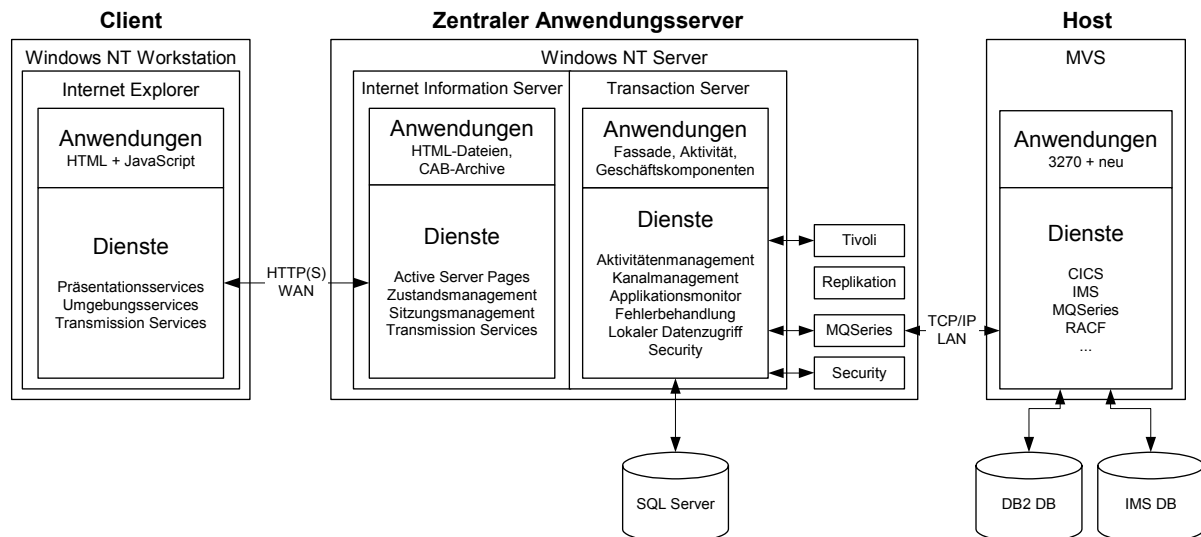 Client
Windows NT Workstation
Internet Explorer
Anwendungen
HTML + JavaScript
Dienste
Präsentationsservices
Umgebungsservices
Transmission Services
HTTP(S)
WAN
Zentraler Anwendungsserver
Windows NT Server
Internet Information Server
Anwendungen
HTML-Dateien,
CAB-Archive
Dienste
Active Server Pages
Zustandsmanagement
Sitzungsmanagement
Transmission Services
Transaction Server
Anwendungen
Fassade, Aktivität,
Geschäftskomponenten
Dienste
Aktivitätenmanagement
Kanalmanagement
Applikationsmonitor
Fehlerbehandlung
Lokaler Datenzugriff
Security
Tivoli
Replikation
MQSeries
Security
SQL Server
TCP/IP
LAN
Host
MVS
Anwendungen
3270 + neu
Dienste
CICS
IMS
MQSeries
RACF
...
DB2 DB
IMS DB